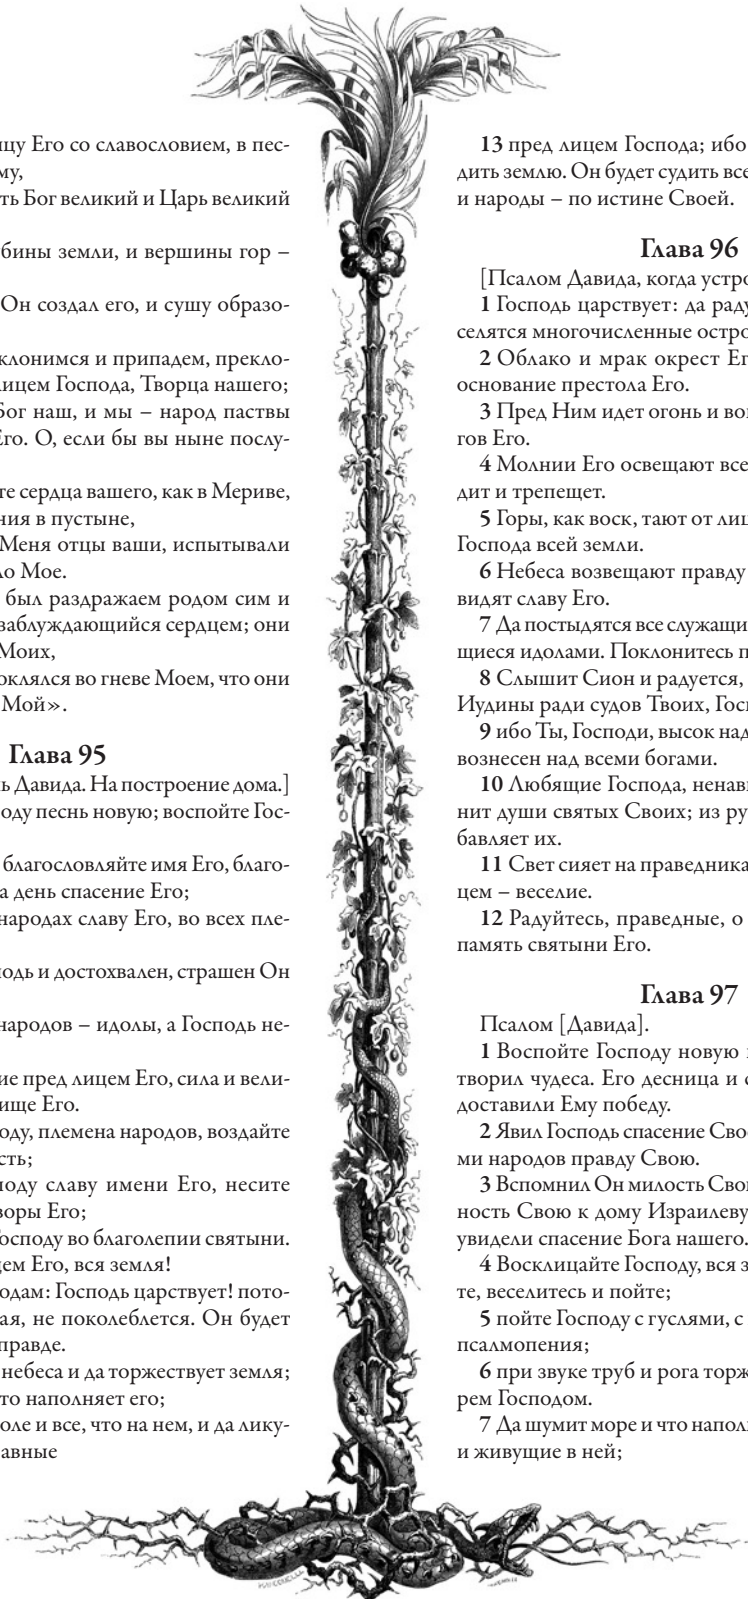 цу Его со славословием, в пес-
му,
ть Бог великий и Царь великий
бины земли, и вершины гор –
Он создал его, и сушу образо-
клонимся и припадем, прекло-
лицем Господа, Творца нашего;
Бог наш, и мы – народ паствы
Его. О, если бы вы ныне послу-
те сердца вашего, как в Мериве,
ния в пустыне,
Меня отцы ваши, испытывали
ло Мое.
был раздражаем родом сим и
заблуждающийся сердцем; они
Моих,
оклялся во гневе Моем, что они
Мой».
Глава 95
ь Давида. На построение дома.]
оду песнь новую; воспойте Гос-
благословляйте имя Его, благо-
а день спасение Его;
народах славу Его, во всех пле-
подь и достохвален, страшен Он
народов – идолы, а Господь не-
ие пред лицем Его, сила и вели-
ище Его.
оду, племена народов, воздайте
сть;
поду славу имени Его, несите
воры Его;
Господу во благолепии святыни.
цем Его, вся земля!
одам: Господь царствует! пото-
ая, не поколеблется. Он будет
правде.
небеса и да торжествует земля;
то наполняет его;
оле и все, что на нем, и да лику-
авные
13 пред лицем Господа; ибо
дить землю. Он будет судить все
и народы – по истине Своей.
Глава 96
[Псалом Давида, когда устро
1 Господь царствует: да раду
селятся многочисленные остро
2 Облако и мрак окрест Ег
основание престола Его.
3 Пред Ним идет огонь и во
гов Его.
4 Молнии Его освещают все
дит и трепещет.
5 Горы, как воск, тают от лиц
Господа всей земли.
6 Небеса возвещают правду
видят славу Его.
7 Да постыдятся все служащи
щиеся идолами. Поклонитесь п
8 Слышит Сион и радуется,
Иудины ради судов Твоих, Гос
9 ибо Ты, Господи, высок над
вознесен над всеми богами.
10 Любящие Господа, ненав
нит души святых Своих; из ру
бавляет их.
11 Свет сияет на праведника
цем – веселие.
12 Радуйтесь, праведные, о
память святыни Его.
Глава 97
Псалом [Давида].
1 Воспойте Господу новую
творил чудеса. Его десница и
доставили Ему победу.
2 Явил Господь спасение Сво
ми народов правду Свою.
3 Вспомнил Он милость Сво
ность Свою к дому Израилеву
увидели спасение Бога нашего.
4 Восклицайте Господу, вся з
те, веселитесь и пойте;
5 пойте Господу с гуслями, с
псалмопения;
6 при звуке труб и рога торж
рем Господом.
7 Да шумит море и что напол
и живущие в ней;